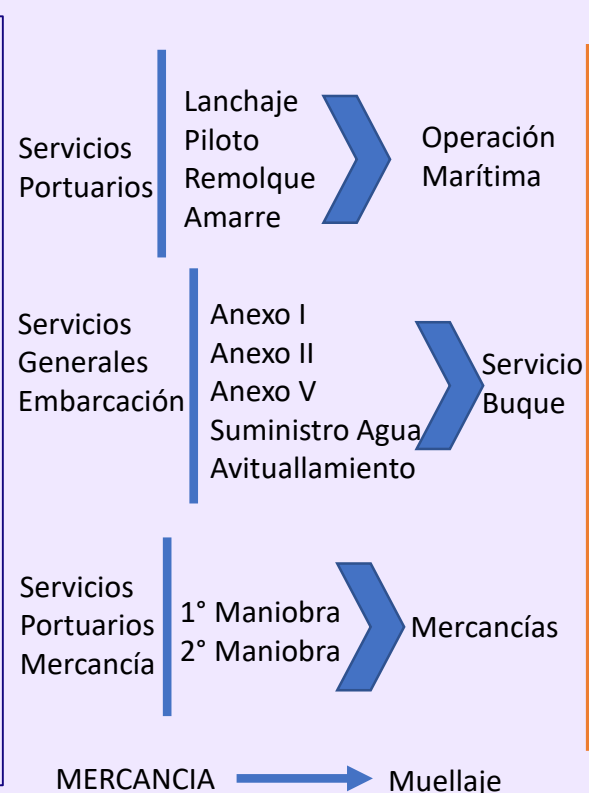 Servicios
Portuarios
Lanchaje
Piloto
Remolque
Amarre
Operación
Marítima
Servicios
Generales
Embarcación
Anexo I
Anexo II
Anexo V
Suministro Agua
Avituallamiento
Servicio
Buque
Servicios
Portuarios
Mercancía
1° Maniobra
2° Maniobra
Mercancías
MERCANCIA
Muellaje